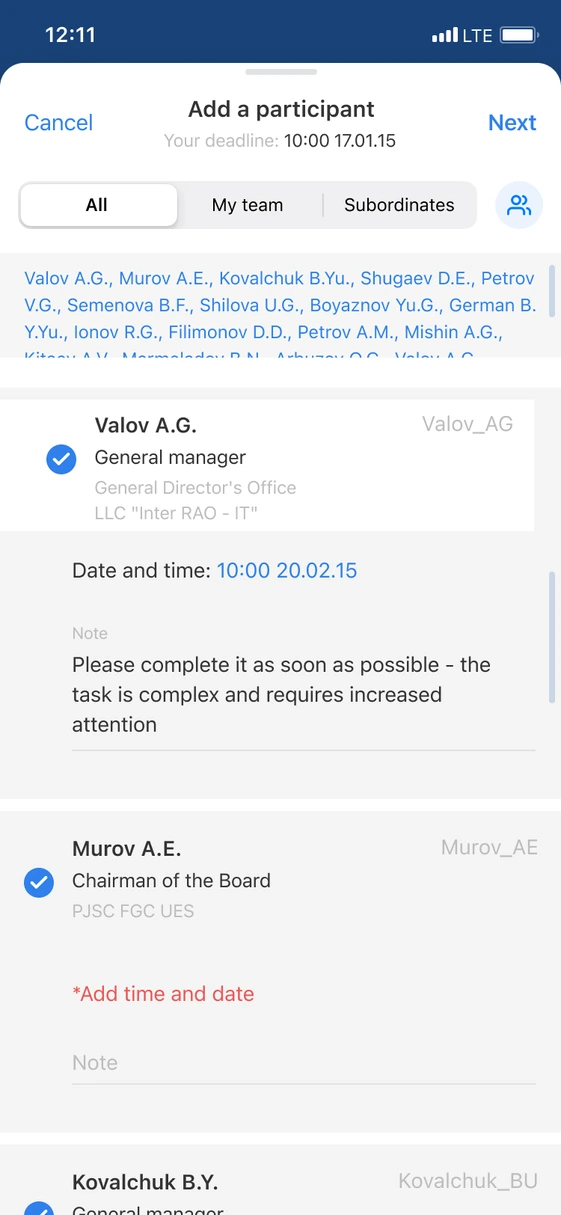 12:11
LTE
Cancel
Add a participant
Next
Your deadline: 10:00 17.01.15
All
My team
Subordinates
Valov A.G., Murov A.E., Kovalchuk B.Yu., Shugaev D.E., Petrov
V.G., Semenova B.F., Shilova U.G., Boyaznov Yu.G., German B.
Y.Yu., Ionov R.G., Filimonov D.D., Petrov A.M., Mishin A.G.,
Valov A.G.
Valov_AG
General manager
General Director's Office
LLC "Inter RAO - IT"
Date and time: 10:00 20.02.15
Note
Please complete it as soon as possible - the
task is complex and requires increased
attention
Murov A.E.
Murov_AE
Chairman of the Board
PJSC FGC UES
*Add time and date
Note
Kovalchuk B.Y.
Kovalchuk_BU
General manager